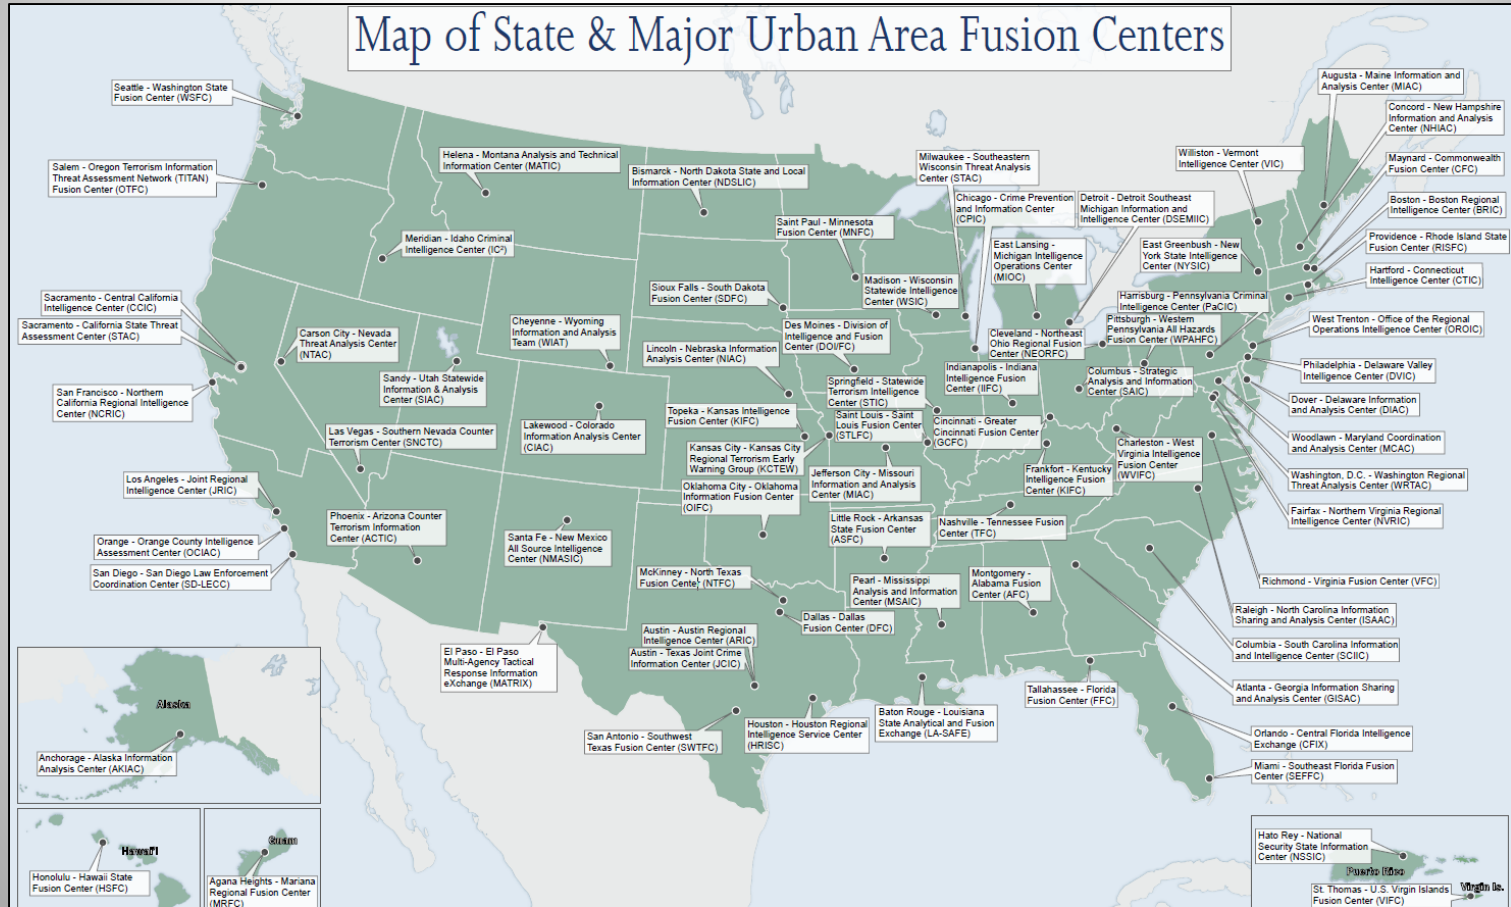 Map of State & Major Urban Area Fusion Centers
Seattle - Washington State
Fusion Center (WSFC)
Salem - Oregon Terrorism Information
Threat Assessment Network (TITAN)
Fusion Center (OTFC)
Helena - Montana Analysis and Technical
Information Center (MATIC)
Meridian - Idaho Criminal
Intelligence Center (IC³)
Bismarck - North Dakota State and Local
Information Center (NDSLIC)
Saint Paul - Minnesota
Fusion Center (MNFC)
Milwaukee - Southeastern
Wisconsin Threat Analysis
Center (STAC)
Chicago - Crime Prevention
and Information Center
(CPIC)
Detroit - Detroit Southeast
Michigan Information and
Intelligence Center (DSEMIIC)
East Lansing -
Michigan Intelligence
Operations Center
(MIOC)
Williston - Vermont
Intelligence Center (VIC)
Augusta - Maine Information and
Analysis Center (MIAC)
Concord - New Hampshire
Information and Analysis
Center (NHIAC)
Maynard - Commonwealth
Fusion Center (CFC)
Boston - Boston Regional
Intelligence Center (BRIC)
Providence - Rhode Island State
Fusion Center (RISFC)
Hartford - Connecticut
Intelligence Center (CTIC)
East Greenbush - New
York State Intelligence
Center (NYSIC)
Harrisburg - Pennsylvania Criminal
Intelligence Center (PaCIC)
Pittsburgh - Western
Pennsylvania All Hazards
Fusion Center (WPAHFC)
West Trenton - Office of the Regional
Operations Intelligence Center (OROIC)
Philadelphia - Delaware Valley
Intelligence Center (DVIC)
Dover - Delaware Information
and Analysis Center (DIAC)
Woodlawn - Maryland Coordination
and Analysis Center (MCAC)
Washington, D.C. - Washington Regional
Threat Analysis Center (WRTAC)
Fairfax - Northern Virginia Regional
Intelligence Center (NVRIC)
Richmond - Virginia Fusion Center (VFC)
Raleigh - North Carolina Information
Sharing and Analysis Center (ISAAC)
Columbia - South Carolina Information
and Intelligence Center (SCIIC)
Atlanta - Georgia Information Sharing
and Analysis Center (GISAC)
Orlando - Central Florida Intelligence
Exchange (CFIX)
Miami - Southeast Florida Fusion
Center (SEFFC)
Sacramento - Central California
Intelligence Center (CCIC)
Sacramento - California State Threat
Assessment Center (STAC)
San Francisco - Northern
California Regional Intelligence
Center (NCRIC)
Carson City - Nevada
Threat Analysis Center
(NTAC)
Sandy - Utah Statewide
Information & Analysis
Center (SIAC)
Cheyenne - Wyoming
Information and Analysis
Team (WIAT)
Sioux Falls - South Dakota
Fusion Center (SDFC)
Lincoln - Nebraska Information
Analysis Center (NIAC)
Des Moines - Division of
Intelligence and Fusion
Center (DOI/FC)
Madison - Wisconsin
Statewide Intelligence
Center (WSIC)
Cleveland - Northeast
Ohio Regional Fusion
Center (NEORFC)
Indianapolis - Indiana
Intelligence Fusion
Center (IIFC)
Columbus - Strategic
Analysis and Information
Center (SAIC)
Springfield - Statewide
Terrorism Intelligence
Center (STIC)
Saint Louis - Saint
Louis Fusion Center
(STLFC)
Cincinnati - Greater
Cincinnati Fusion Center
(GCFC)
Charleston - West
Virginia Intelligence
Fusion Center
(WVIFC)
Frankfort - Kentucky
Intelligence Fusion
Center (KIFC)
Las Vegas - Southern Nevada Counter
Terrorism Center (SNCTC)
Lakewood - Colorado
Information Analysis Center
(CIAC)
Topeka - Kansas Intelligence
Fusion Center (KIFC)
Kansas City - Kansas City
Regional Terrorism Early
Warning Group (KCTEW)
Jefferson City - Missouri
Information and Analysis
Center (MIAC)
Oklahoma City - Oklahoma
Information Fusion Center
(OIFC)
Little Rock - Arkansas
State Fusion Center
(ASFC)
Nashville - Tennessee Fusion
Center (TFC)
Los Angeles - Joint Regional
Intelligence Center (JRIC)
Orange - Orange County Intelligence
Assessment Center (OCIAC)
San Diego - San Diego Law Enforcement
Coordination Center (SD-LECC)
Phoenix - Arizona Counter
Terrorism Information
Center (ACTIC)
Santa Fe - New Mexico
All Source Intelligence
Center (NMASIC)
McKinney - North Texas
Fusion Center (NTFC)
Dallas - Dallas
Fusion Center (DFC)
Pearl - Mississippi
Analysis and Information
Center (MSAIC)
Montgomery -
Alabama Fusion
Center (AFC)
El Paso - El Paso
Multi-Agency Tactical
Response Information
eXchange (MATRIX)
Austin - Austin Regional
Intelligence Center (ARIC)
Austin - Texas Joint Crime
Information Center (JCIC)
San Antonio - Southwest
Texas Fusion Center (SWTFC)
Houston - Houston Regional
Intelligence Service Center
(HRISC)
Baton Rouge - Louisiana
State Analytical and Fusion
Exchange (LA-SAFE)
Tallahassee - Florida
Fusion Center
(FFC)
Alaska
Anchorage - Alaska Information
Analysis Center (AKIAC)
Hawai'I
Honolulu - Hawaii State
Fusion Center (HSFC)
Guam
Agana Heights - Mariana
Regional Fusion Center
(MRFC)
Hato Rey - National
Security State Information
Center (NSSIC)
Puerto Rico
Virgin Is.
St. Thomas - U.S. Virgin Islands
Fusion Center (VIFC)